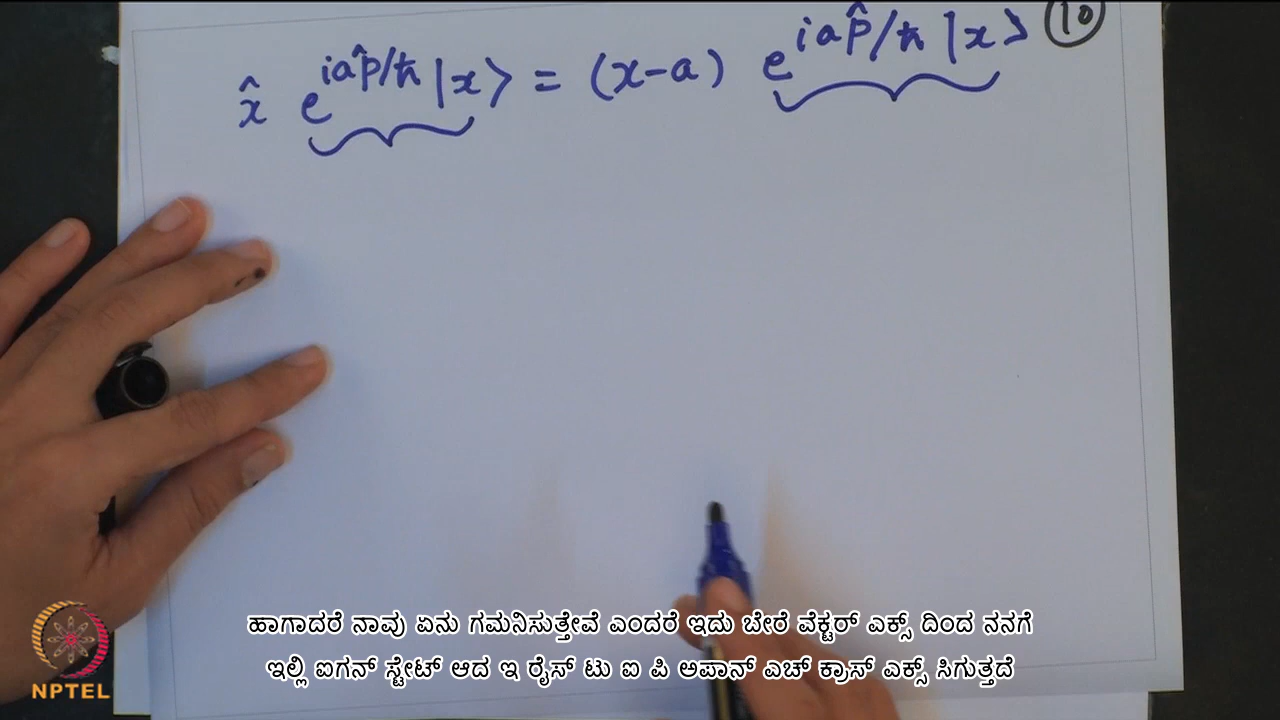 x̂ e^{iap̂/ħ} |x⟩ = (x-a) e^{iap̂/ħ} |x⟩ ⑩
ಹಾಗಾದರೆ ನಾವು ಏನು ಗಮನಿಸುತ್ತೇವೆ ಎಂದರೆ ಇದು ಬೇರೆ ವೆಕ್ಟರ್ ಎಕ್ಸ್ ದಿಂದ ನನಗೆ
ಇಲ್ಲಿ ಐಗನ್ ಸ್ಟೇಟ್ ಆದ ಇ ರೈಸ್ ಟು ಐ ಪಿ ಅಪಾನ್ ಎಚ್ ಕ್ರಾಸ್ ಎಕ್ಸ್ ಸಿಗುತ್ತದೆ
NPTEL